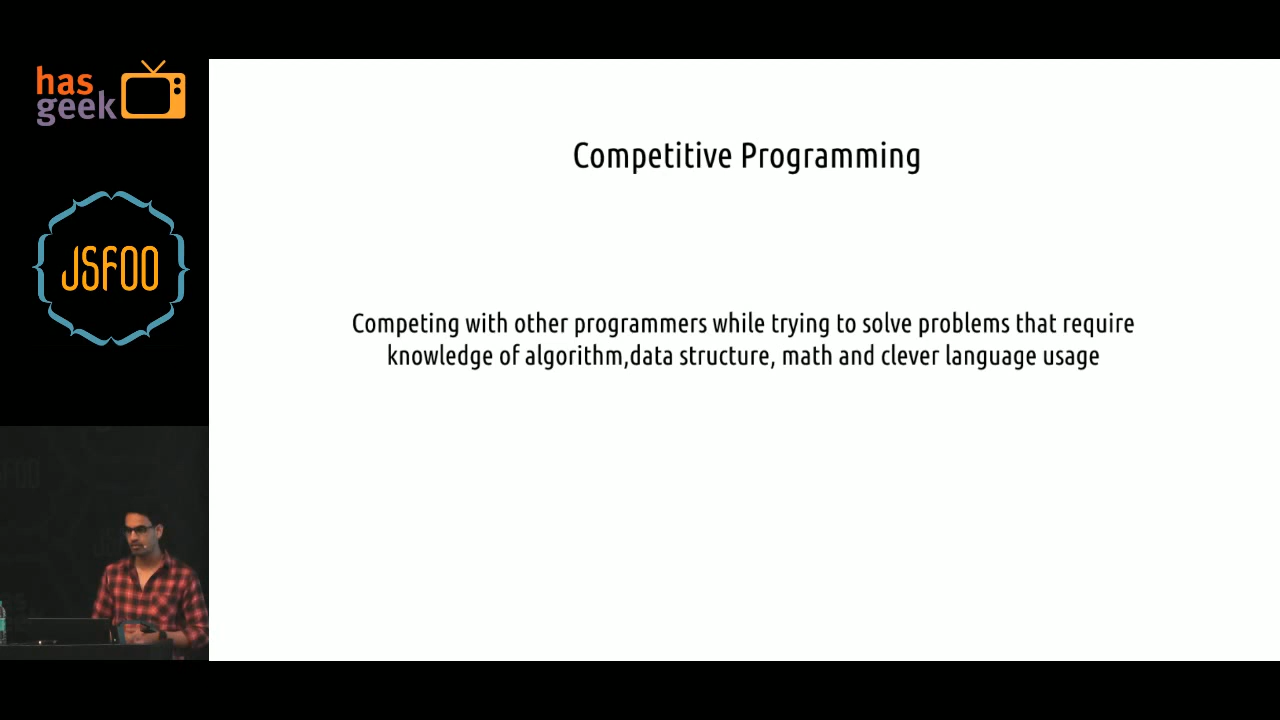 has
geek
JSFOO
Competitive Programming
Competing with other programmers while trying to solve problems that require
knowledge of algorithm,data structure, math and clever language usage